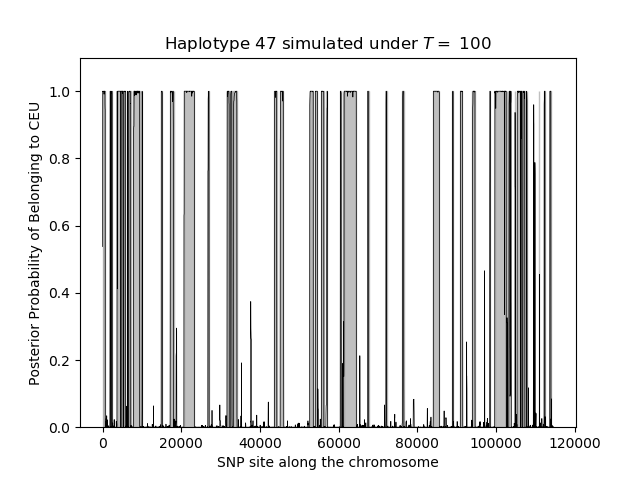 Haplotype 47 simulated under T = 100
Posterior Probability of Belonging to CEU
1.0
0.8
0.6
0.4
0.2
0.0
0 20000 40000 60000 80000 100000 120000
SNP site along the chromosome